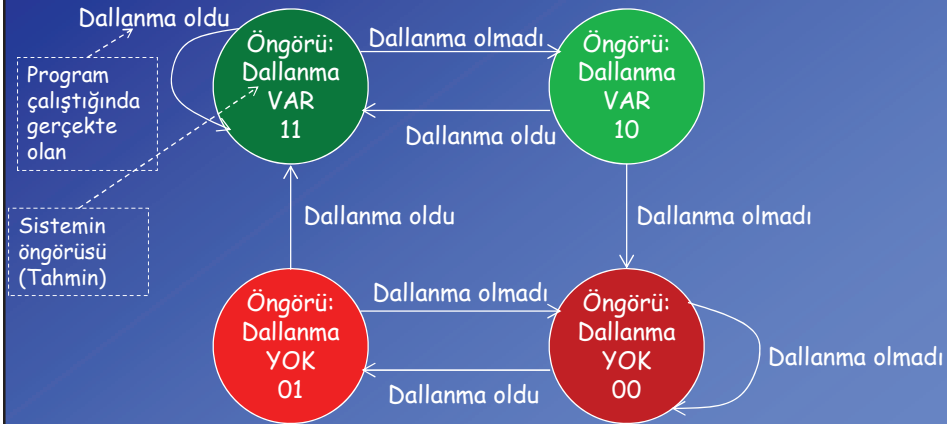 Dallanma oldu
Program
çalıştığında
gerçekte
olan
Sistemin
öngörüsü
(Tahmin)
Öngörü:
Dallanma
VAR
11
Dallanma olmadı
Dallanma oldu
Öngörü:
Dallanma
VAR
10
Dallanma oldu
Dallanma olmadı
Öngörü:
Dallanma
YOK
01
Dallanma olmadı
Dallanma oldu
Öngörü:
Dallanma
YOK
00
Dallanma olmadı